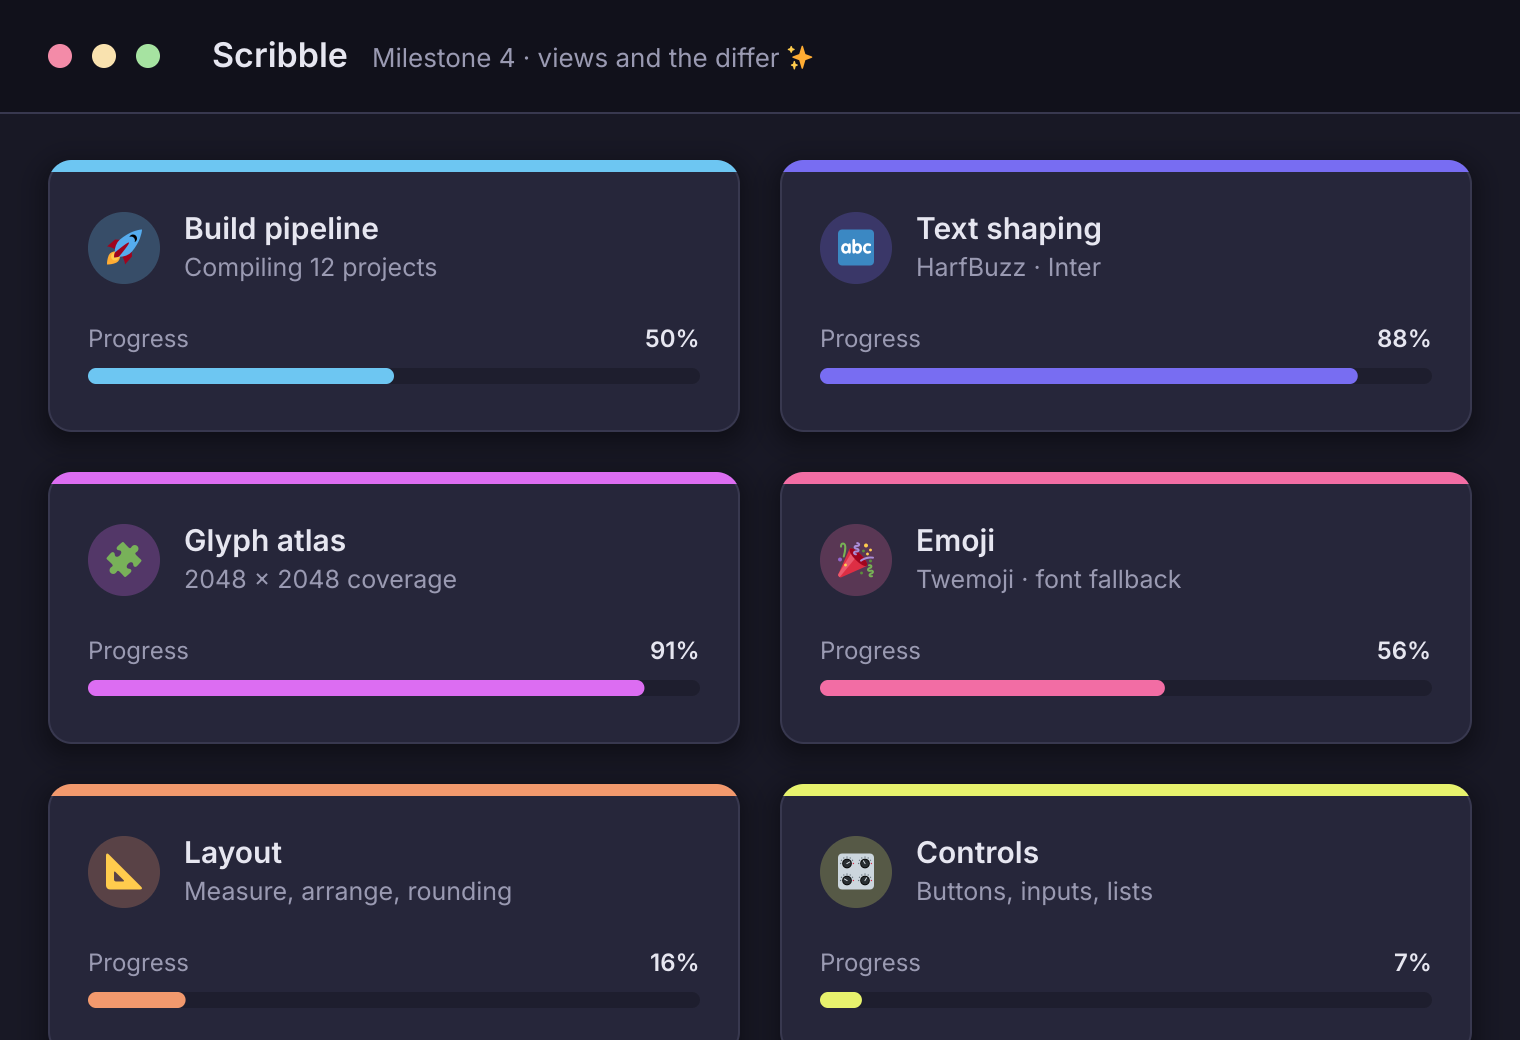 Scribble Milestone 4 · views and the differ ✨
Build pipeline
Compiling 12 projects
Progress 50%
Text shaping
HarfBuzz · Inter
Progress 88%
Glyph atlas
2048 × 2048 coverage
Progress 91%
Emoji
Twemoji · font fallback
Progress 56%
Layout
Measure, arrange, rounding
Progress 16%
Controls
Buttons, inputs, lists
Progress 7%